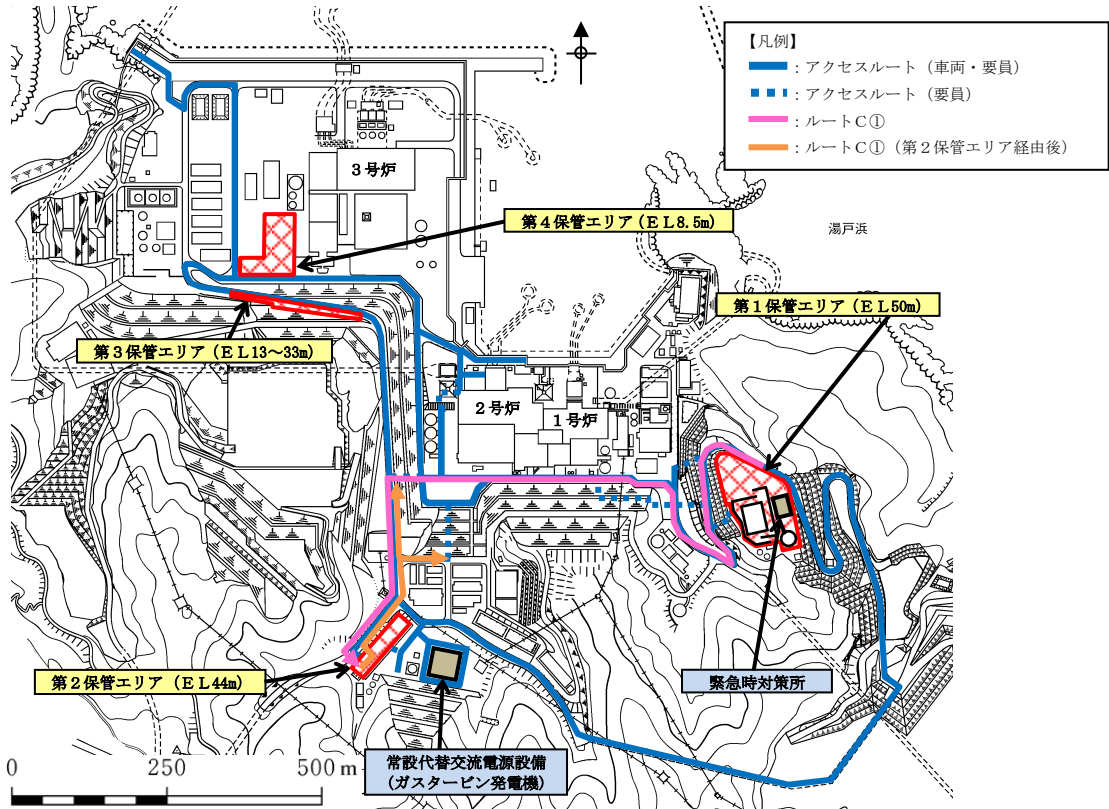 【凡例】
：アクセスルート（車両・要員）
：アクセスルート（要員）
：ルートＣ①
：ルートＣ①（第２保管エリア経由後）
３号炉
第４保管エリア（ＥＬ8.5m）
湯戸浜
第１保管エリア（ＥＬ50m）
第３保管エリア（ＥＬ13～33m）
２号炉
１号炉
第２保管エリア（ＥＬ44m）
緊急時対策所
常設代替交流電源設備
(ガスタービン発電機)
0 250 500 m